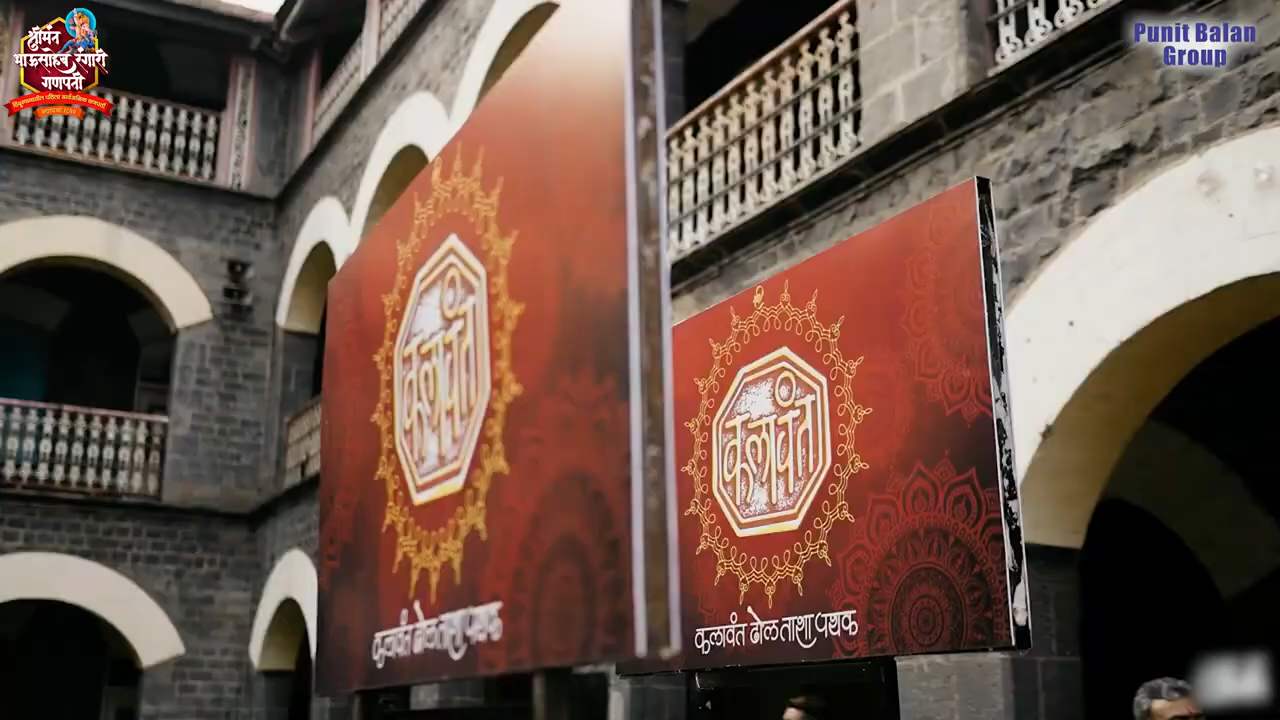 श्रीमंत
भाऊसाहेब रंगारी
गणपती
Punit Balan
Group
कलावंत
कलावंत ढोल ताशा पथक
कलावंत
कलावंत ढोल ताशा पथक